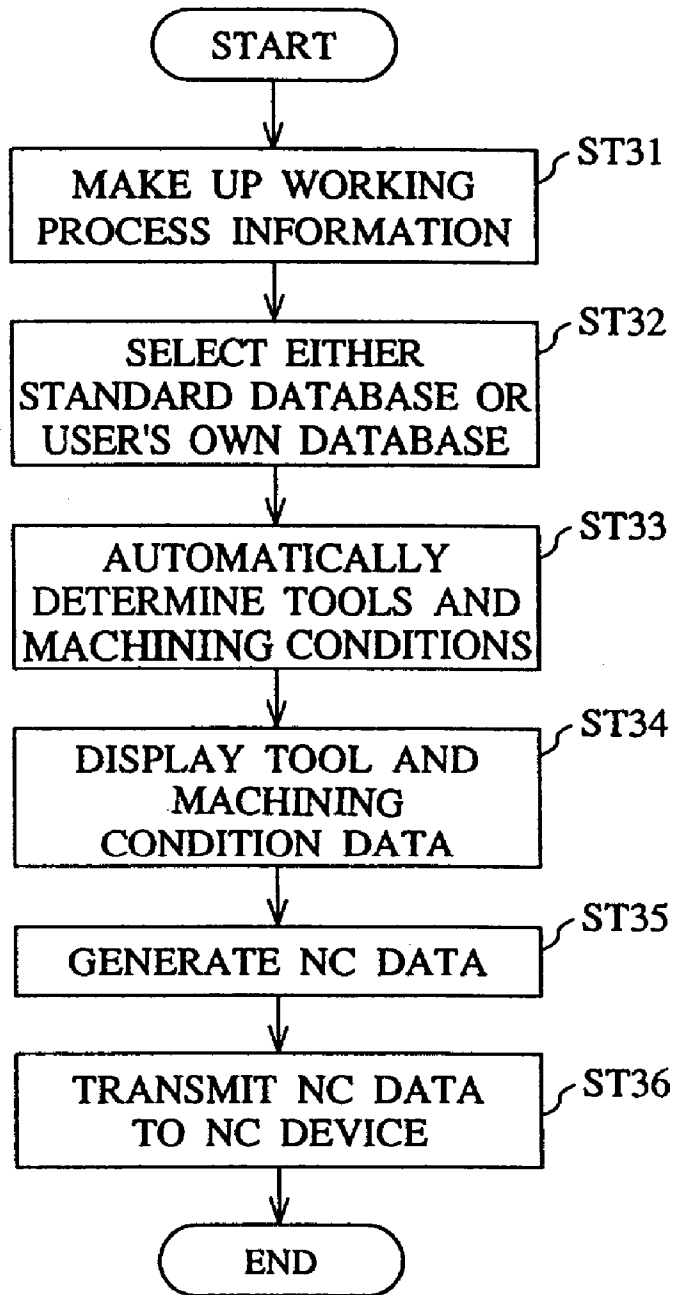 START
ST31
MAKE UP WORKING
PROCESS INFORMATION
ST32
SELECT EITHER
STANDARD DATABASE OR
USER'S OWN DATABASE
ST33
AUTOMATICALLY
DETERMINE TOOLS AND
MACHINING CONDITIONS
ST34
DISPLAY TOOL AND
MACHINING
CONDITION DATA
ST35
GENERATE NC DATA
ST36
TRANSMIT NC DATA
TO NC DEVICE
END